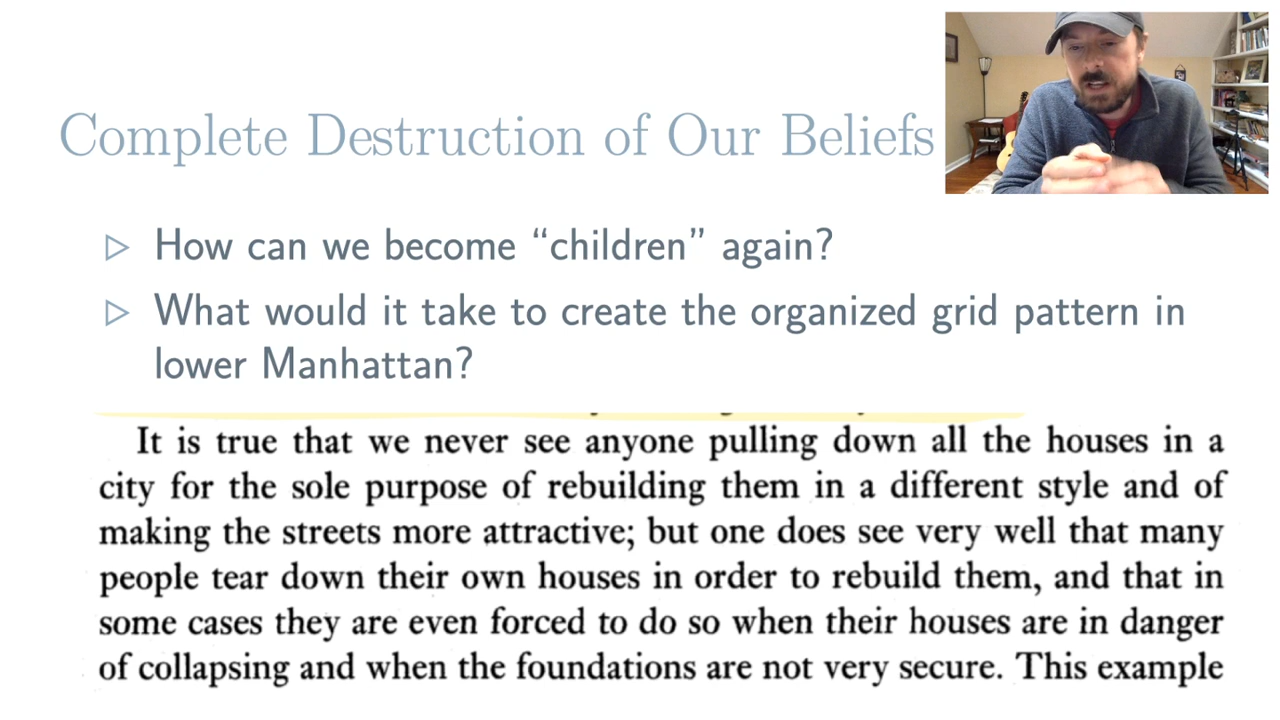 Complete Destruction of Our Beliefs
How can we become “children” again?
What would it take to create the organized grid pattern in
lower Manhattan?
It is true that we never see anyone pulling down all the houses in a
city for the sole purpose of rebuilding them in a different style and of
making the streets more attractive; but one does see very well that many
people tear down their own houses in order to rebuild them, and that in
some cases they are even forced to do so when their houses are in danger
of collapsing and when the foundations are not very secure. This example